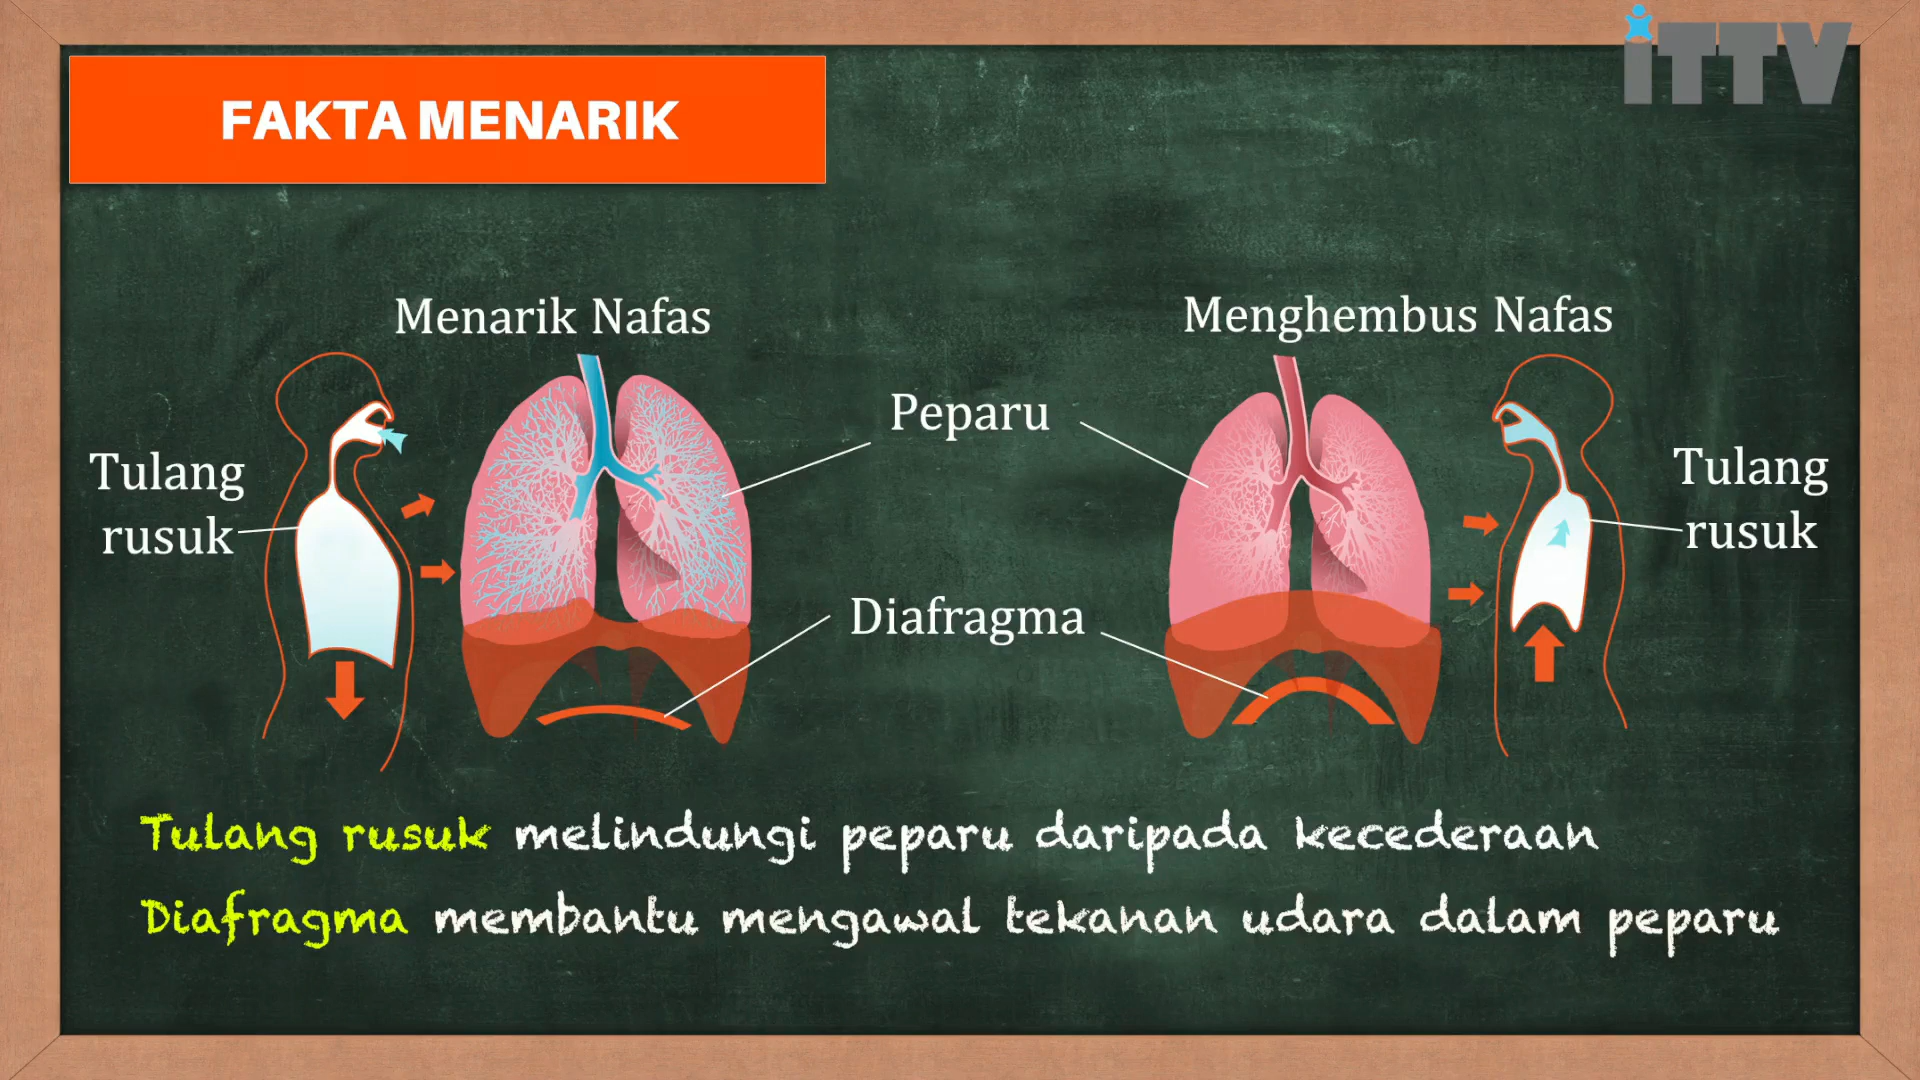 iTTV
FAKTA MENARIK
Menarik Nafas
Menghembus Nafas
Peparu
Tulang
rusuk
Tulang
rusuk
Diafragma
Tulang rusuk melindungi peparu daripada kecederaan
Diafragma membantu mengawal tekanan udara dalam peparu